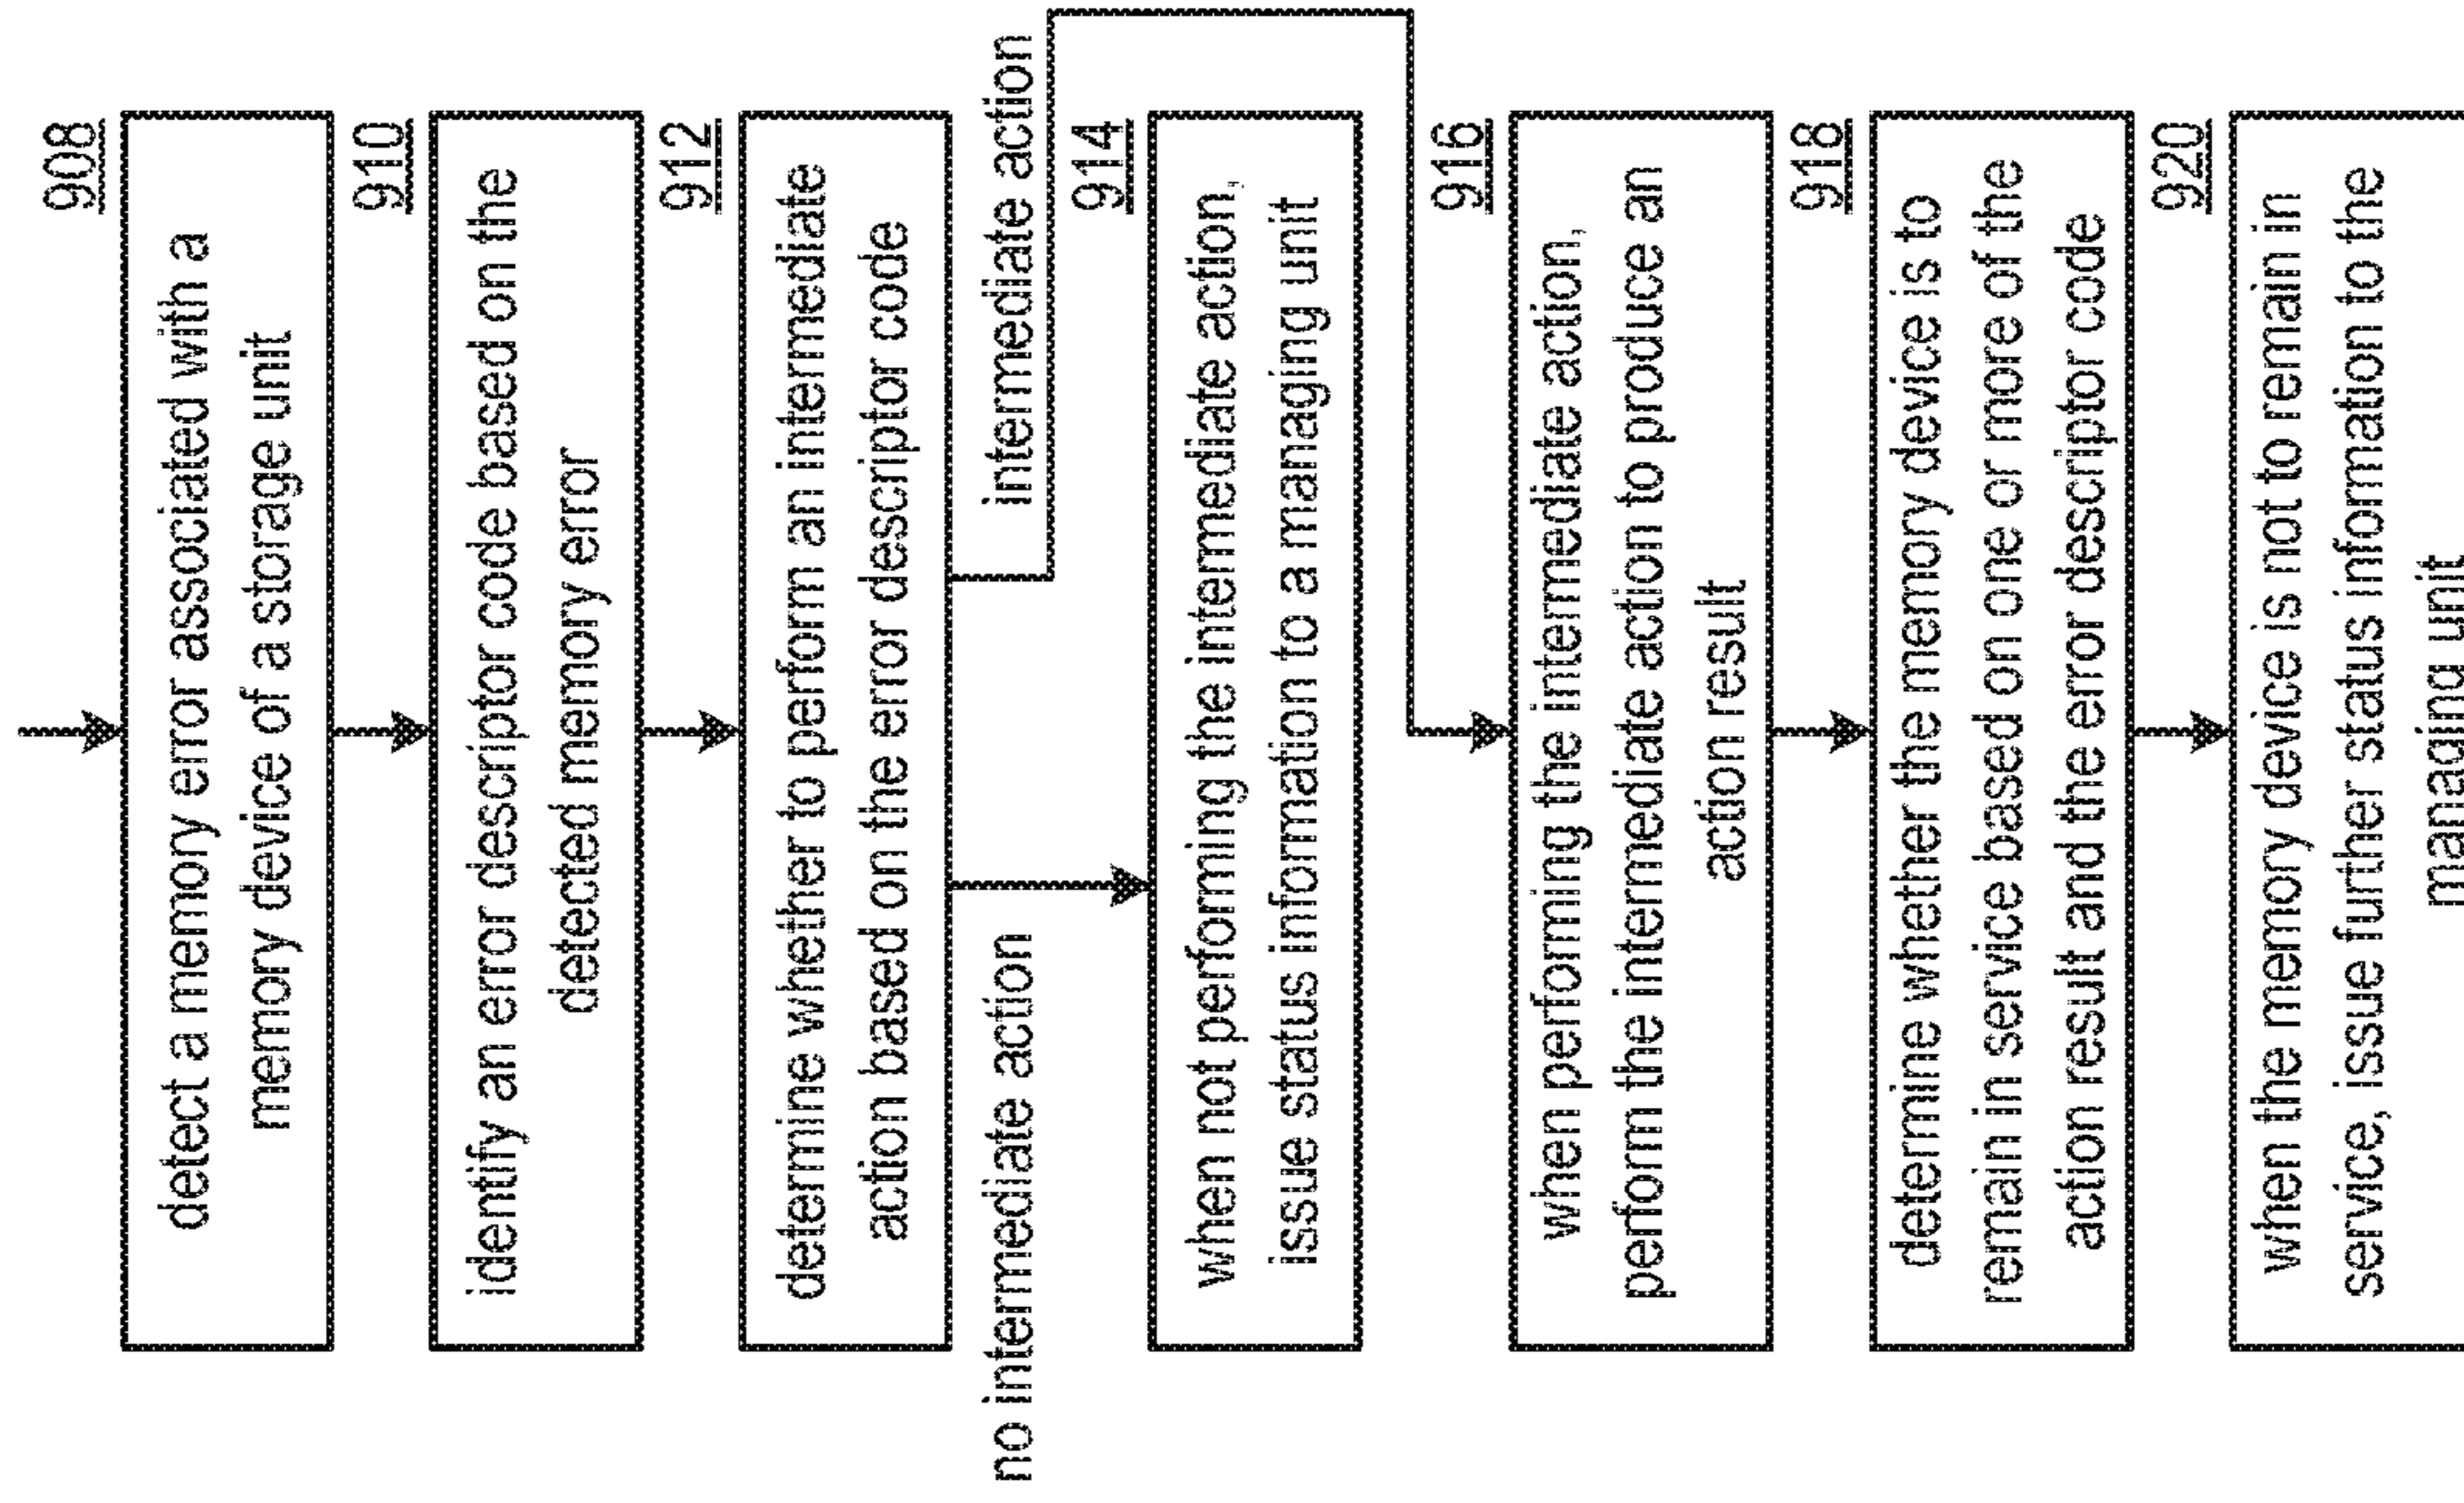 908
detect a memory error associated with a
memory device of a storage unit
910
identify an error descriptor code based on the
detected memory error
912
determine whether to perform an intermediate
action based on the error descriptor code
no intermediate action
intermediate action
914
when not performing the intermediate action,
issue status information to a managing unit
916
when performing the intermediate action,
perform the intermediate action to produce an
action result
918
determine whether the memory device is to
remain in service based on one or more of the
action result and the error descriptor code
920
when the memory device is not to remain in
service, issue further status information to the
managing unit